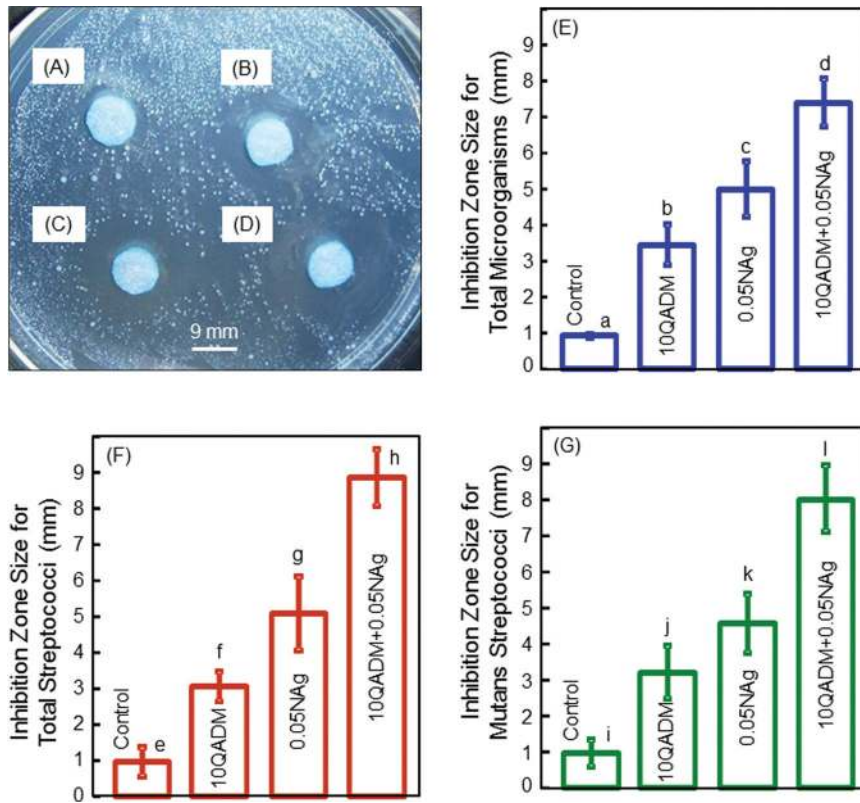 (A)
(B)
(C)
(D)
9 mm
(E)
Inhibition Zone Size for
Total Microorganisms (mm)
9
8
7
6
5
4
3
2
1
0
Control
a
10QADM
b
0.05NAg
c
10QADM+0.05NAg
d
(F)
Inhibition Zone Size for
Total Streptococci (mm)
9
8
7
6
5
4
3
2
1
0
Control
e
10QADM
f
0.05NAg
g
10QADM+0.05NAg
h
(G)
Inhibition Zone Size for
Mutans Streptococci (mm)
9
8
7
6
5
4
3
2
1
0
Control
i
10QADM
j
0.05NAg
k
10QADM+0.05NAg
l